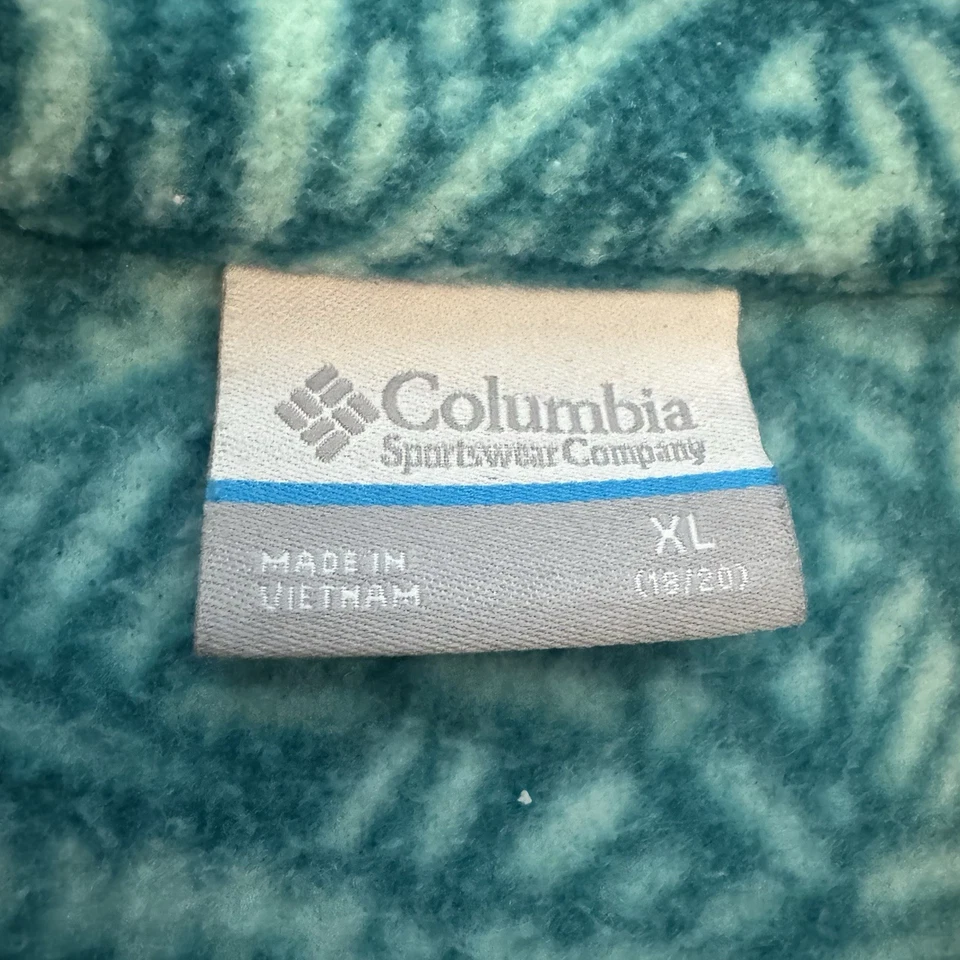 Columbia
Sportswear Company
MADE IN
VIETNAM
XL
(18/20)